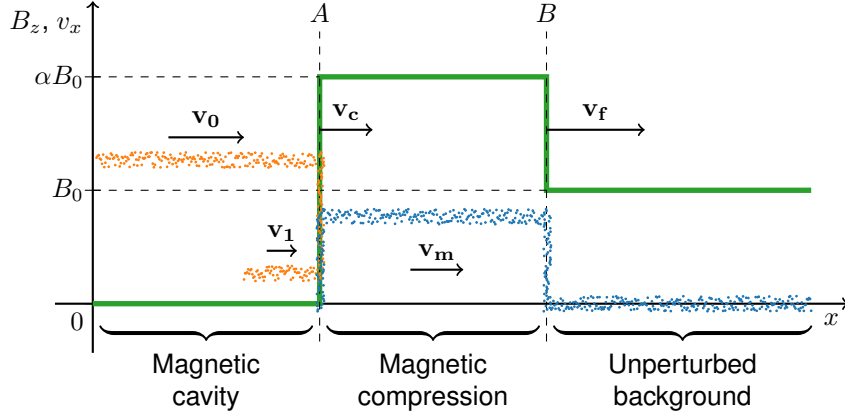 B_z, v_x
A
B
αB_0
v_0
v_c
v_f
B_0
v_1
v_m
0
x
Magnetic cavity
Magnetic compression
Unperturbed background